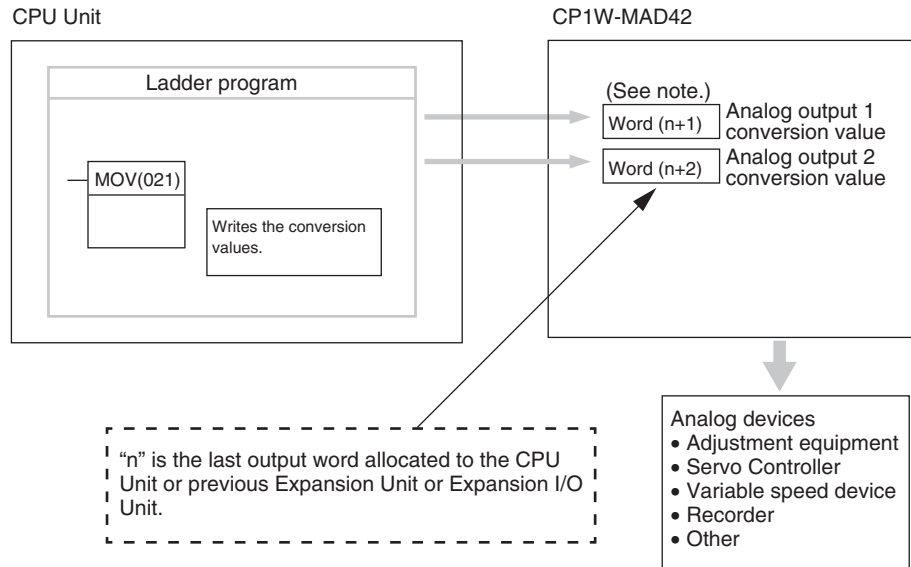 CPU Unit
CP1W-MAD42
Ladder program
MOV(021)
Writes the conversion
values.
(See note.)
Word (n+1)
Analog output 1
conversion value
Word (n+2)
Analog output 2
conversion value
“n” is the last output word allocated to the CPU
Unit or previous Expansion Unit or Expansion I/O
Unit.
Analog devices
• Adjustment equipment
• Servo Controller
• Variable speed device
• Recorder
• Other